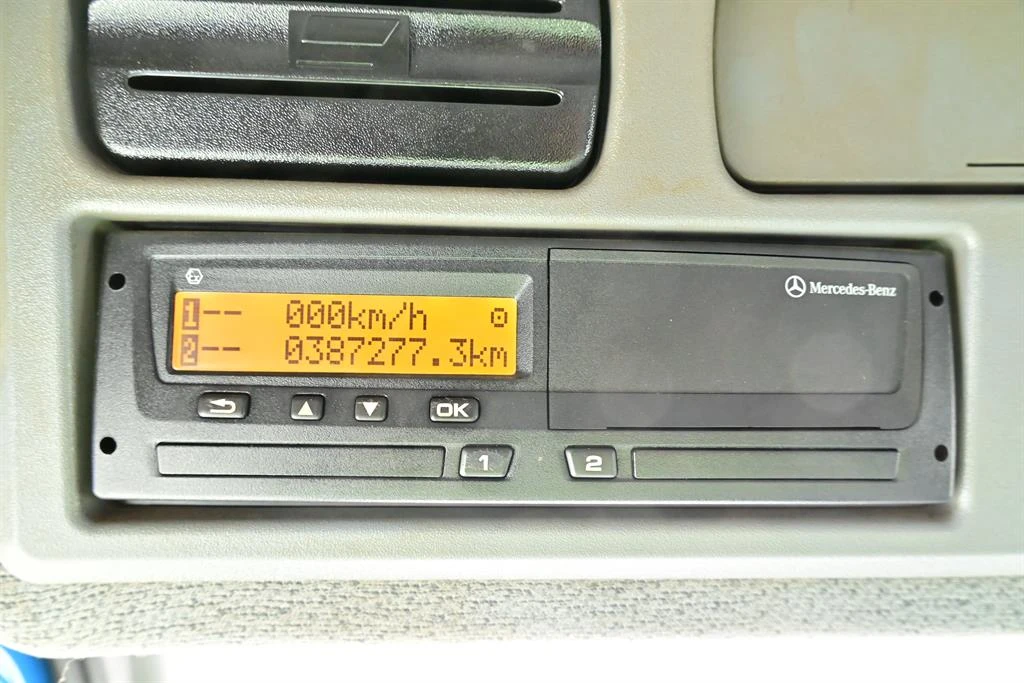 Mercedes-Benz
1-- 000km/h
2-- 0387277.3km
OK
1 2